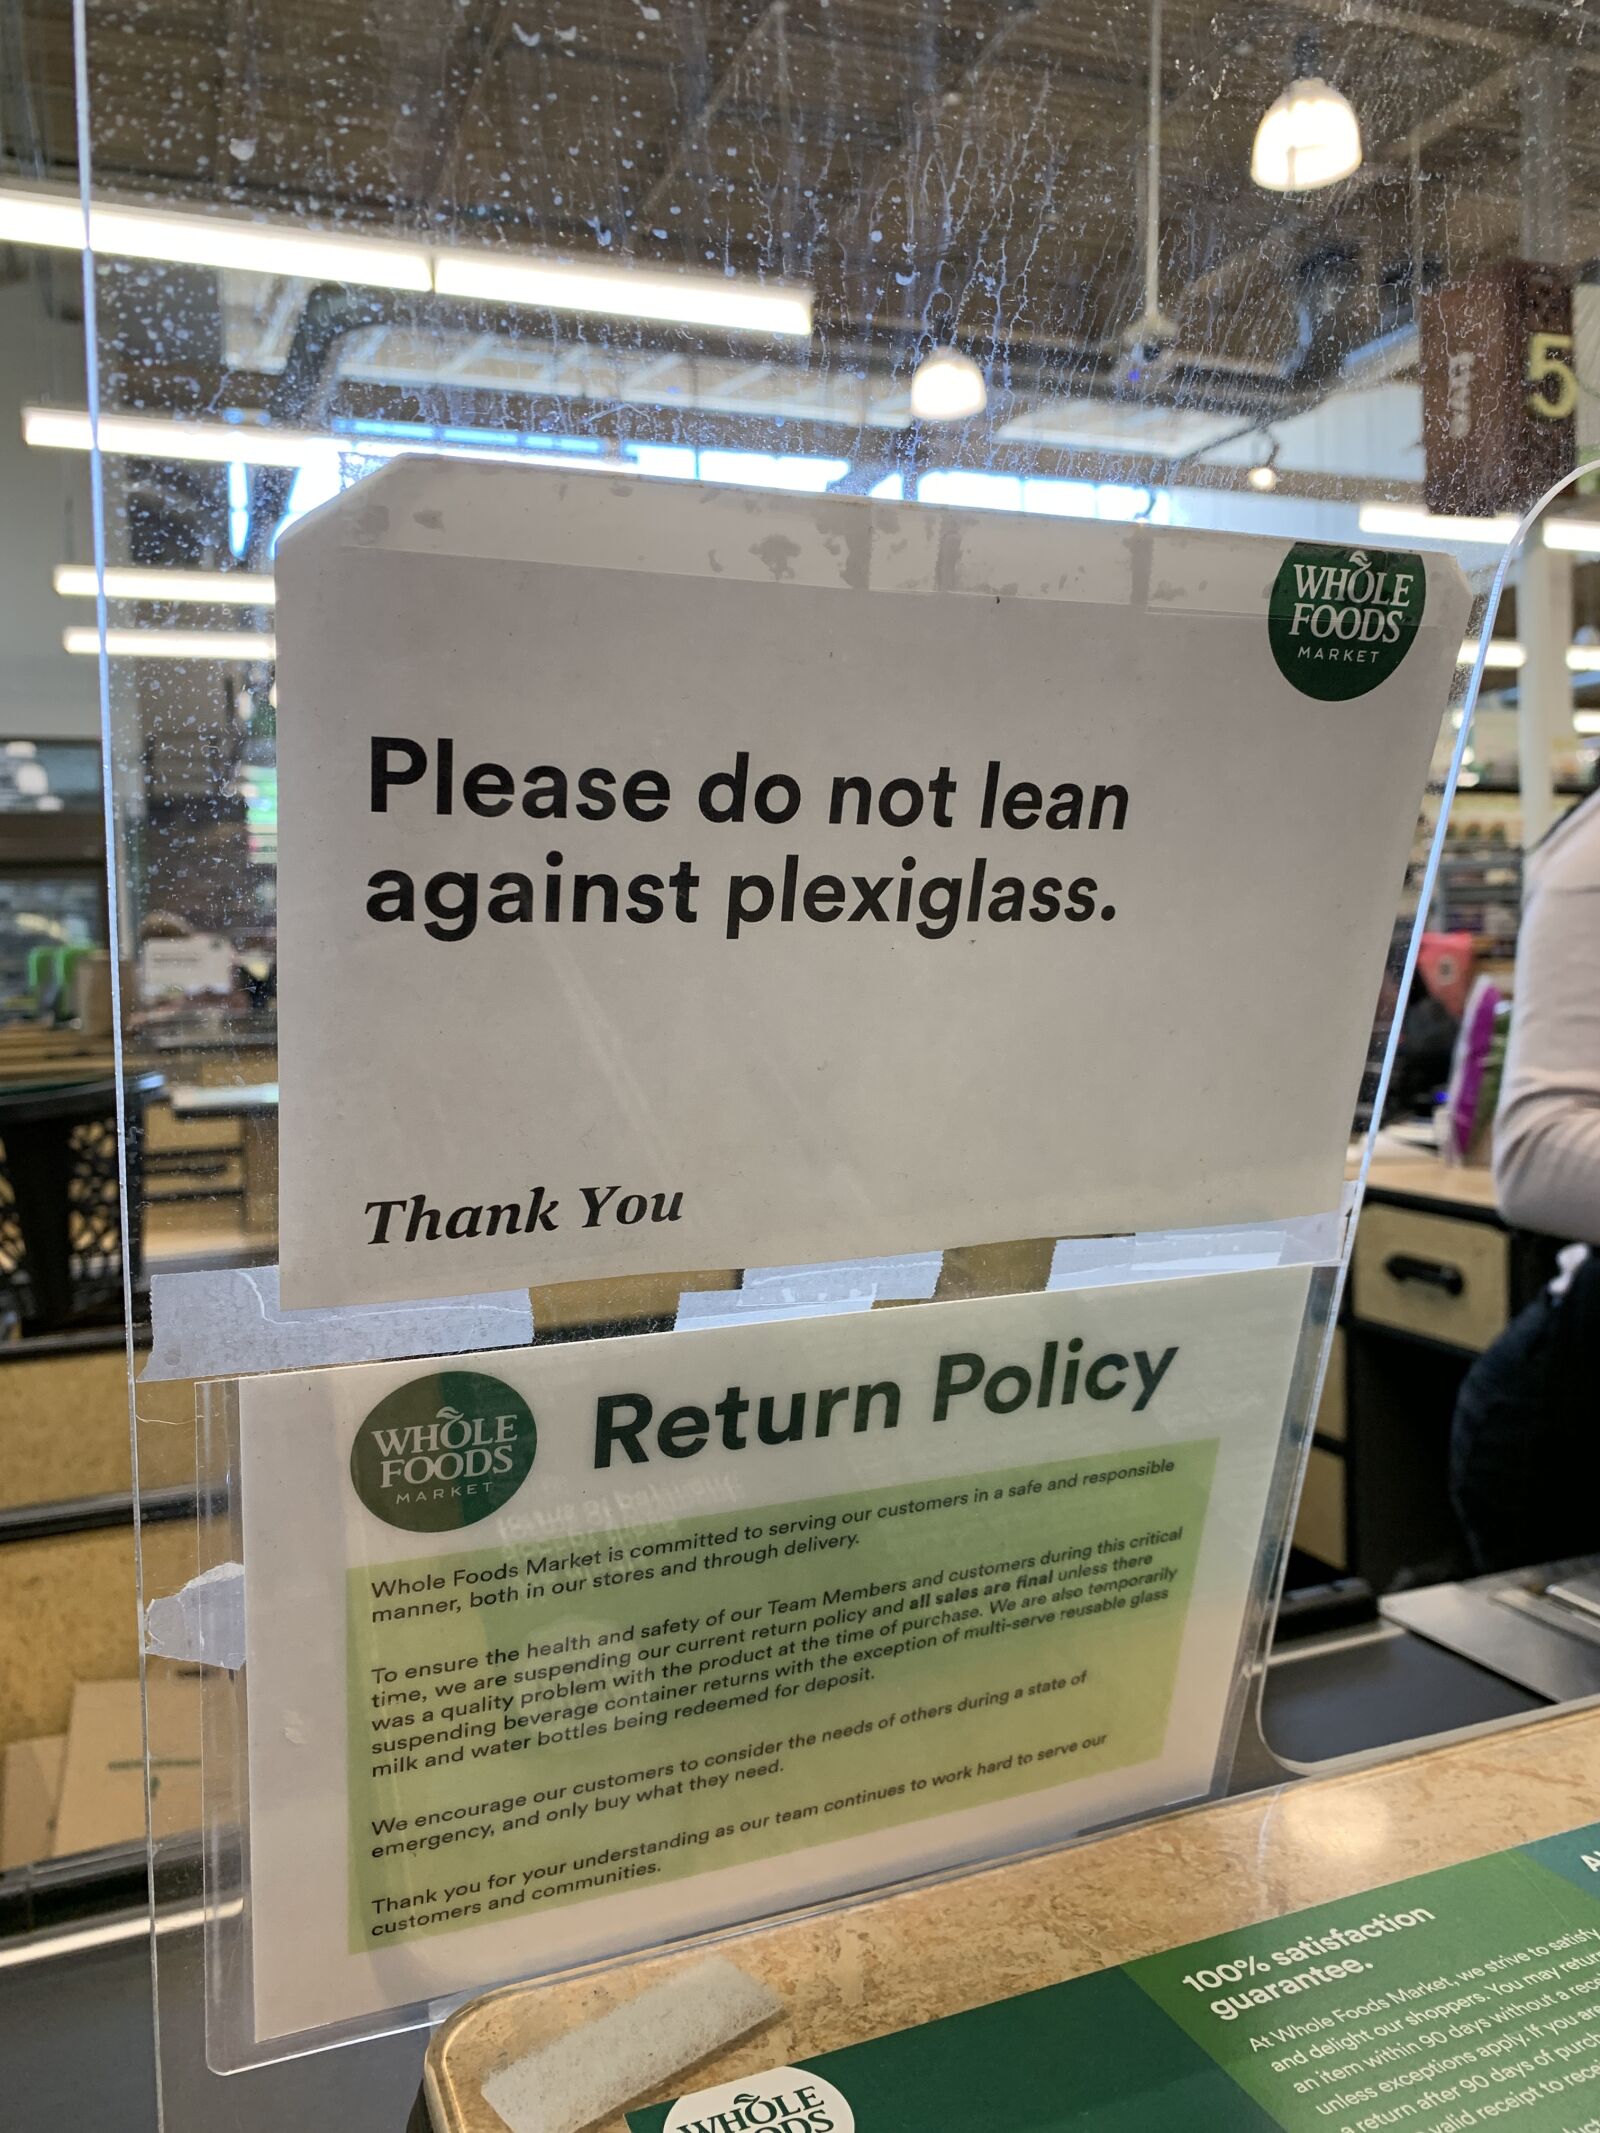 5
WHOLE
FOODS
MARKET
Please do not lean
against plexiglass.
Thank You
WHOLE
FOODS
MARKET
Return Policy
Whole Foods Market is committed to serving our customers in a safe and responsible
manner, both in our stores and through delivery.
To ensure the health and safety of our Team Members and customers during this critical
time, we are suspending our current return policy and all sales are final unless there
was a quality problem with the product at the time of purchase. We are also temporarily
suspending beverage container returns with the exception of multi-serve reusable glass
milk and water bottles being redeemed for deposit.
We encourage our customers to consider the needs of others during a state of
emergency, and only buy what they need.
Thank you for your understanding as our team continues to work hard to serve our
customers and communities.
100% satisfaction
guarantee.
At Whole Foods Market, we strive to satisfy
and delight our shoppers. You may return
an item within 90 days without a
unless exceptions apply. If you are
a return after 90 days of
valid receipt to
WHOLE
FOODS